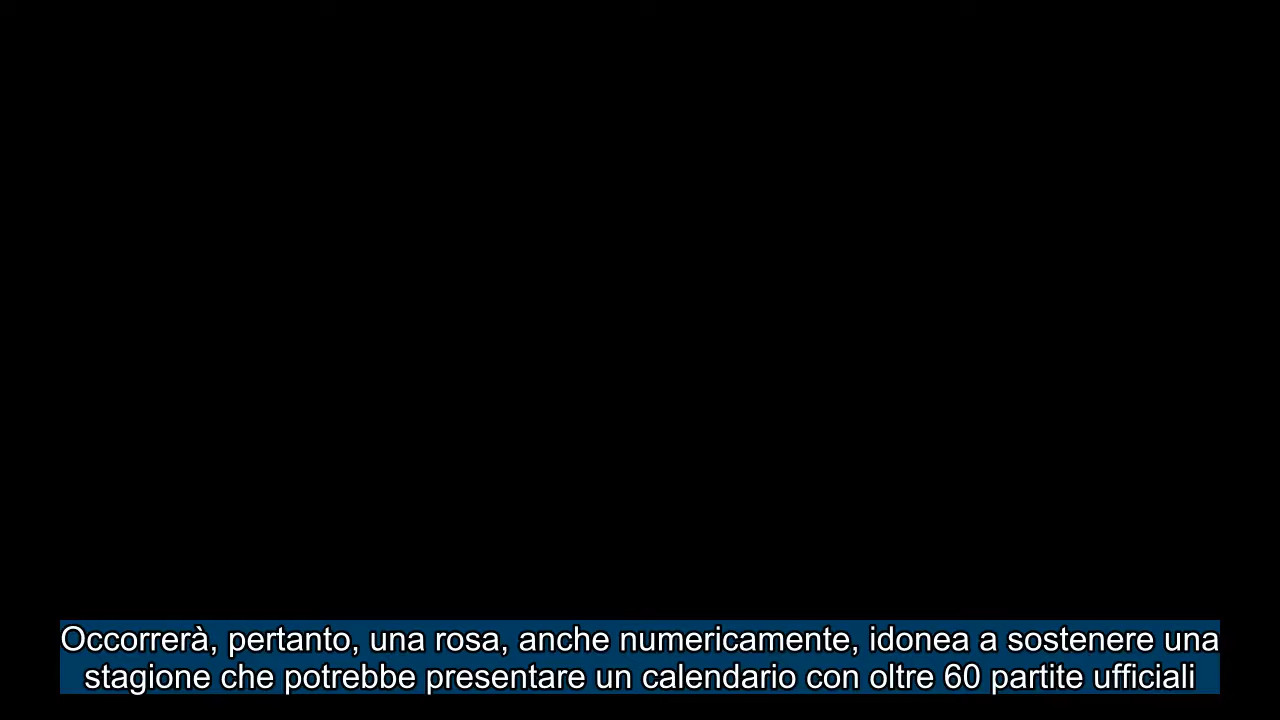 Occorrerà, pertanto, una rosa, anche numericamente, idonea a sostenere una
stagione che potrebbe presentare un calendario con oltre 60 partite ufficiali